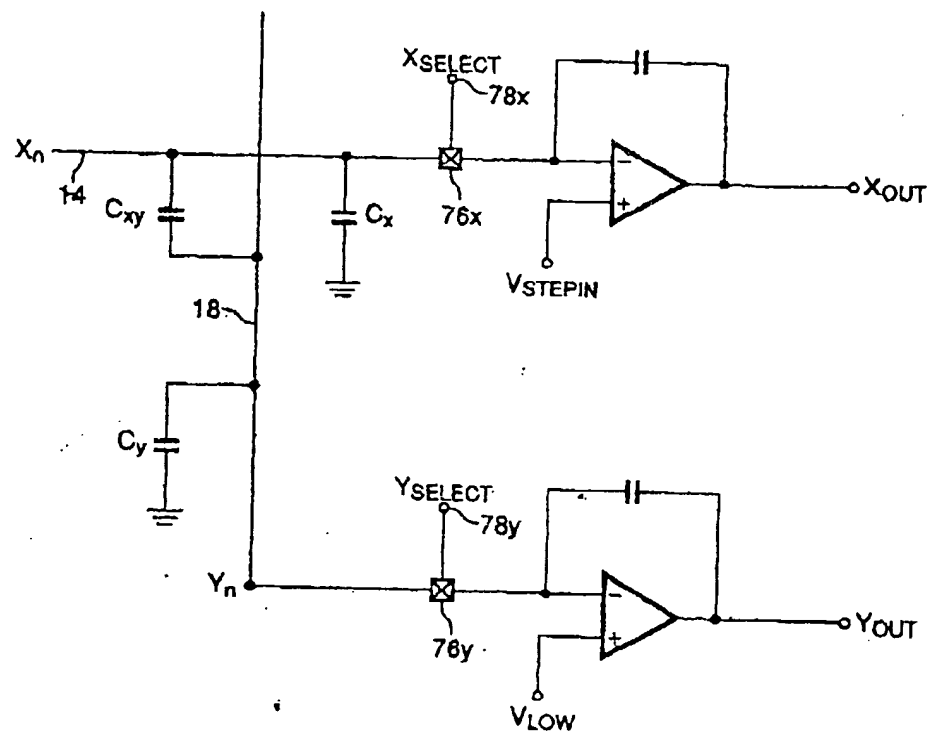 XSELECT
78x
Xn
14
Cxy
Cx
76x
−
+
XOUT
VSTEPIN
18
Cy
YSELECT
78y
Yn
76y
−
+
YOUT
VLOW